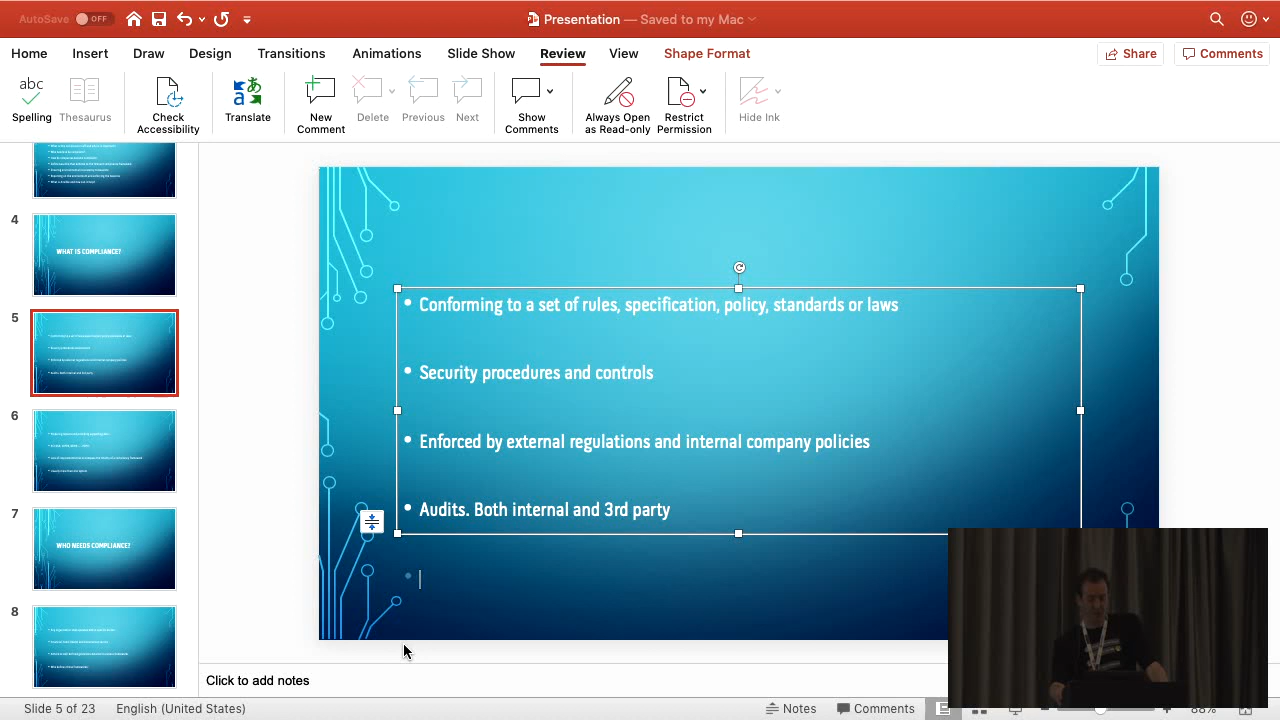 AutoSave OFF
Presentation — Saved to my Mac
Home Insert Draw Design Transitions Animations Slide Show Review View Shape Format Share Comments
abc
Spelling Thesaurus Check Accessibility Translate New Comment Delete Previous Next Show Comments Always Open as Read-only Restrict Permission Hide Ink
4
WHAT IS COMPLIANCE?
5
6
7
WHO NEEDS COMPLIANCE?
8
• Conforming to a set of rules, specification, policy, standards or laws
• Security procedures and controls
• Enforced by external regulations and internal company policies
• Audits. Both internal and 3rd party
Click to add notes
Slide 5 of 23 English (United States) Notes Comments 88%